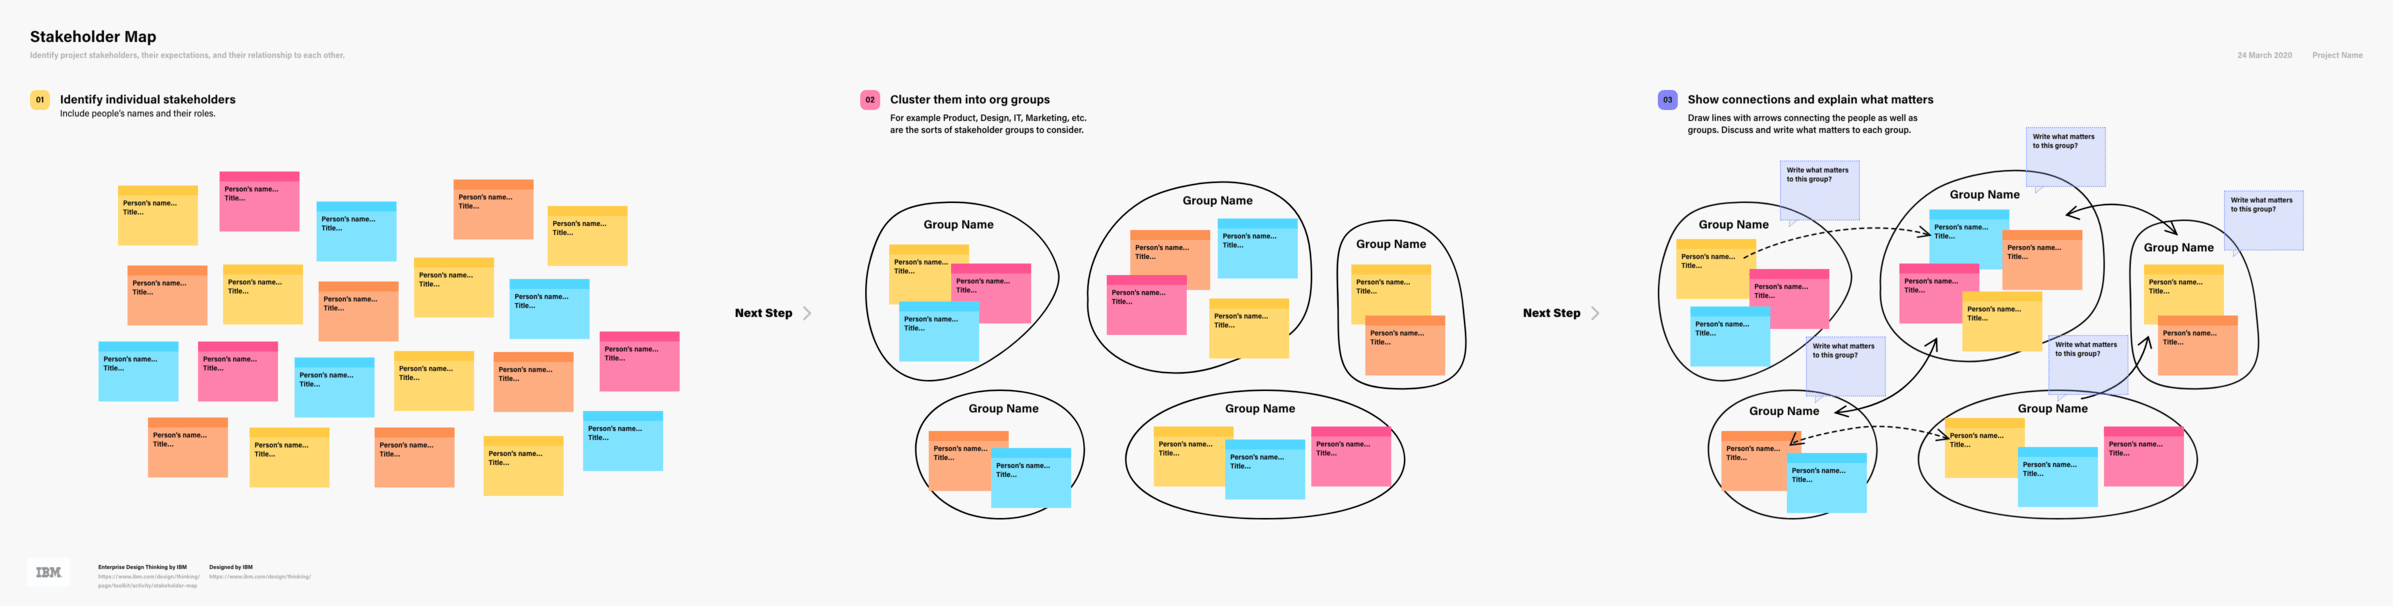 Stakeholder Map
Identify project stakeholders, their expectations, and their relationship to each other.
24 March 2020
Project Name
01
Identify individual stakeholders
Include people's names and their roles.
Person's name...
Title...
Person's name...
Title...
Person's name...
Title...
Person's name...
Title...
Person's name...
Title...
Person's name...
Title...
Person's name...
Title...
Person's name...
Title...
Person's name...
Title...
Person's name...
Title...
Person's name...
Title...
Person's name...
Title...
Person's name...
Title...
Person's name...
Title...
Person's name...
Title...
Person's name...
Title...
Person's name...
Title...
Person's name...
Title...
Person's name...
Title...
Person's name...
Title...
Person's name...
Title...
Next Step
02
Cluster them into org groups
For example Product, Design, IT, Marketing, etc.
are the sorts of stakeholder groups to consider.
Group Name
Person's name...
Title...
Person's name...
Title...
Person's name...
Title...
Group Name
Person's name...
Title...
Person's name...
Title...
Person's name...
Title...
Person's name...
Title...
Group Name
Person's name...
Title...
Person's name...
Title...
Group Name
Person's name...
Title...
Person's name...
Title...
Group Name
Person's name...
Title...
Person's name...
Title...
Person's name...
Title...
Next Step
03
Show connections and explain what matters
Draw lines with arrows connecting the people as well as
groups. Discuss and write what matters to each group.
Write what matters
to this group?
Group Name
Person's name...
Title...
Person's name...
Title...
Person's name...
Title...
Write what matters
to this group?
Group Name
Person's name...
Title...
Person's name...
Title...
Person's name...
Title...
Person's name...
Title...
Write what matters
to this group?
Group Name
Person's name...
Title...
Person's name...
Title...
Write what matters
to this group?
Group Name
Person's name...
Title...
Person's name...
Title...
Write what matters
to this group?
Group Name
Person's name...
Title...
Person's name...
Title...
Person's name...
Title...
IBM
Enterprise Design Thinking by IBM
https://www.ibm.com/design/thinking/
page/toolkit/activity/stakeholder-map
Designed by IBM
https://www.ibm.com/design/thinking/